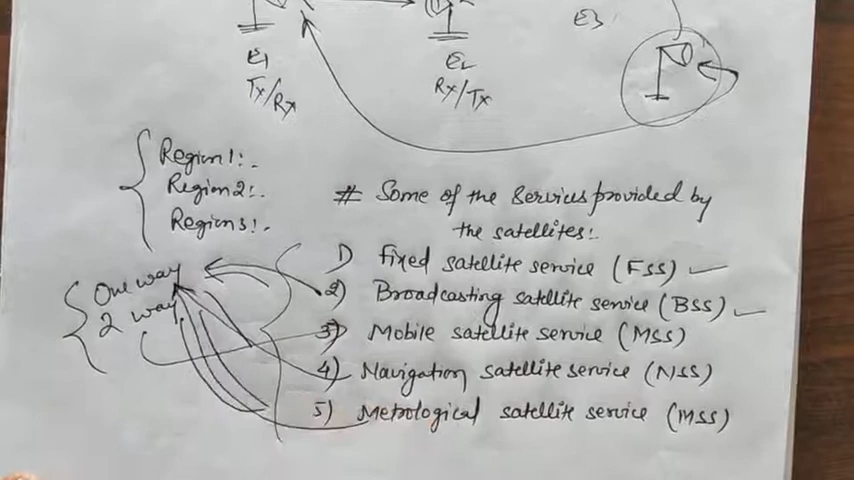 E1
Tx/Rx
E2
Rx/Tx
E3
Region1:-
Region2:-
Region3:-
# Some of the services provided by
the satellites:-
1) Fixed satellite service (FSS)
2) Broadcasting satellite service (BSS)
3) Mobile satellite service (MSS)
4) Navigation satellite service (NSS)
5) Metrological satellite service (MSS)
One way
2 way